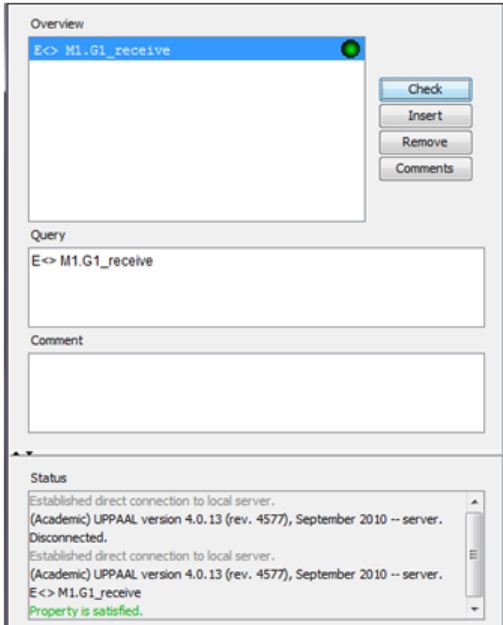 Overview
E<> M1.G1_receive
Check
Insert
Remove
Comments
Query
E<> M1.G1_receive
Comment
Status
Established direct connection to local server.
(Academic) UPPAAL version 4.0.13 (rev. 4577), September 2010 -- server.
Disconnected.
Established direct connection to local server.
(Academic) UPPAAL version 4.0.13 (rev. 4577), September 2010 -- server.
E<> M1.G1_receive
Property is satisfied.